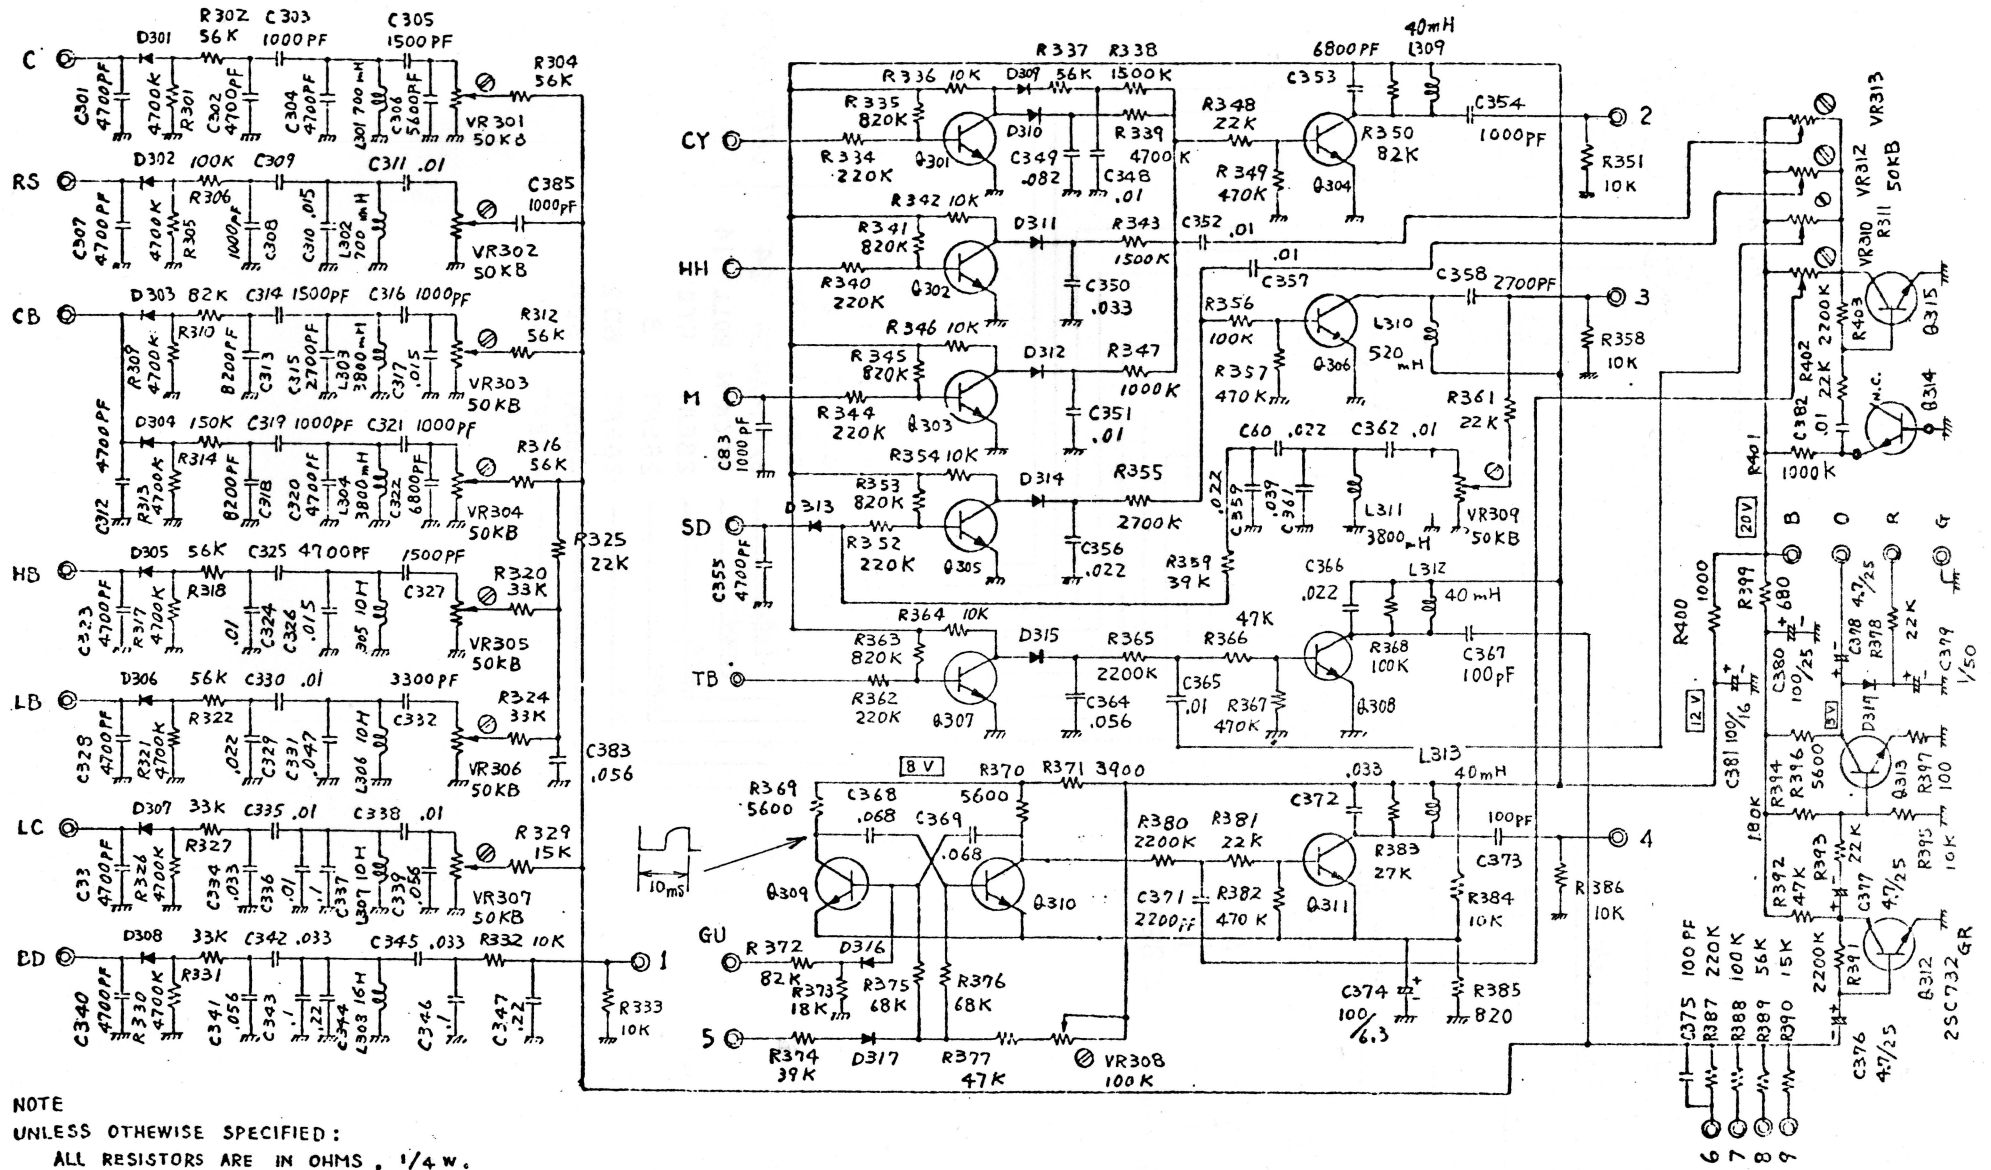 C
D301
R302
56K
C303
1000PF
C305
1500PF
R304
56K
C301
4700PF
4700K
R301
C302
4700PF
C304
4700PF
L301 700mH
C306
5600PF
VR301
50KB
RS
D302
100K
R306
C309
C311 .01
C385
1000PF
C307
4700PF
4700K
R305
1000PF
C308
C310 .015
L302
700mH
VR302
50KB
CB
D303
82K
R310
C314 1500PF
C316 1000PF
R312
56K
R309
4700K
8200PF
C313
C315
2700PF
L303
3800mH
C317
.015
VR303
50KB
D304
150K
R314
C319 1000PF
C321 1000PF
R316
56K
C312
4700PF
R313
4700K
8200PF
C318
C320
4700PF
L304
3800mH
C322
6800PF
VR304
50KB
R325
22K
HB
D305
56K
R318
C325 4700PF
1500PF
C327
R320
33K
C323
4700PF
R317
4700K
.01
C324
C326
.015
305 10H
VR305
50KB
LB
D306
56K
R322
C330 .01
3300PF
C332
R324
33K
C328
4700PF
R321
4700K
.022
C329
C331
.047
L306 10H
VR306
50KB
C383
.056
LC
D307
33K
R327
C335 .01
C338 .01
R329
15K
C33
4700PF
R326
4700K
C334
.033
C336
.01
.1
C337
L307 10H
C339
.056
VR307
50KB
BD
D308
33K
R331
C342 .033
C345 .033
R332 10K
1
C340
4700PF
R330
4700K
C341
.056
C343
.1
.22
C344
L308 16H
C346
.1
C347
.22
R333
10K
NOTE
UNLESS OTHEWISE SPECIFIED:
ALL RESISTORS ARE IN OHMS, 1/4 W.
CY
R336 10K
R335
820K
R334
220K
Q301
D309
R337
56K
R338
1500K
D310
C349
.082
R339
4700K
C348
.01
R348
22K
R349
470K
6800PF
C353
40mH
L309
Q304
R350
82K
C354
1000PF
2
R351
10K
HH
R342 10K
R341
820K
R340
220K
Q302
D311
R343
1500K
C350
.033
C352
.01
.01
C357
M
R346 10K
R345
820K
R344
220K
C83
1000PF
Q303
D312
R347
1000K
C351
.01
R356
100K
R357
470K
Q306
L310
520
mH
C358
2700PF
3
R358
10K
R361
22K
SD
D313
C355
4700PF
R354 10K
R353
820K
R352
220K
Q305
D314
R355
2700K
C356
.022
R359
39K
.022
C359
C60 .022
.039
C361
C362 .01
L311
3800mH
VR309
50KB
TB
R364 10K
R363
820K
R362
220K
Q307
D315
R365
2200K
C364
.056
C365
.01
47K
R366
R367
470K
C366
.022
L312
40mH
Q308
R368
100K
C367
100pF
8V
R369
5600
C368
.068
C369
.068
R370
5600
R371 3900
10mS
Q309
Q310
R380
2200K
R381
22K
C371
2200PF
R382
470K
.033
C372
L313
40mH
Q311
R383
27K
100PF
C373
4
R384
10K
R386
10K
GU
R372
82K
D316
R373
18K
R375
68K
R376
68K
C374
100
/6.3
R385
820
S
R374
39K
D317
R377
47K
VR308
100K
VR313
VR312
50KB
R311
VR310
2200K
R403
Q315
R402
22K
C382
.01
N.C.
Q314
R401
1000K
20V
B
O
R
G
R400
1000
R399
680
C380
100/25
C378 4.7/25
R378
22K
C379
1/50
12V
C381 100/16
3V
D317
R394
180K
R396
5600
Q313
R397
100
R392
47K
R393
22K
C377
4.7/25
R395
10K
2200K
R391
Q312
2SC732
GR
C376
4.7/25
C375 100PF
R387 220K
R388 100K
R389 56K
R390 15K
6
7
8
9